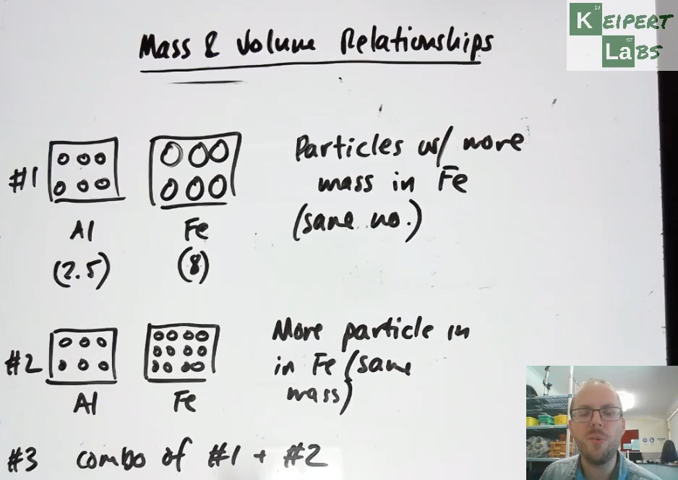 Mass & Volume Relationships
KEIPERT
LaBS
#1
Al
(2.5)
Fe
(8)
Particles w/ more
mass in Fe
(same no.)
#2
Al
Fe
More particle in
in Fe (same
mass)
#3 combo of #1 + #2